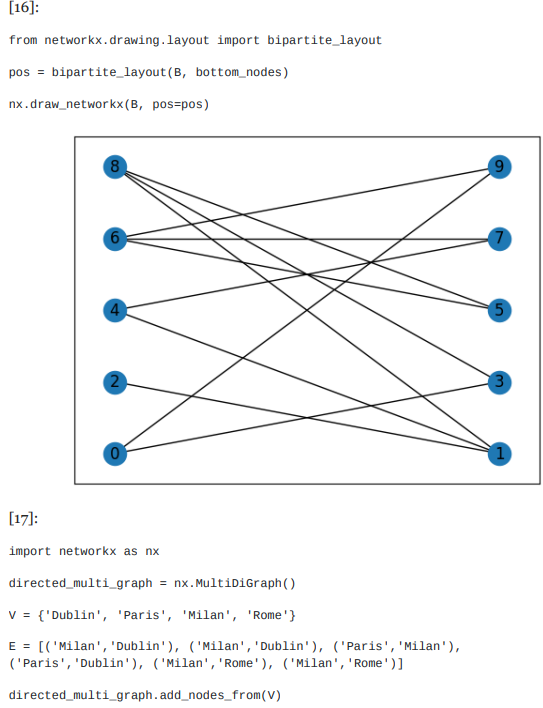 [16]:
from networkx.drawing.layout import bipartite_layout
pos = bipartite_layout(B, bottom_nodes)
nx.draw_networkx(B, pos=pos)
8 9
6 7
4 5
2 3
0 1
[17]:
import networkx as nx
directed_multi_graph = nx.MultiDiGraph()
V = {'Dublin', 'Paris', 'Milan', 'Rome'}
E = [('Milan','Dublin'), ('Milan','Dublin'), ('Paris','Milan'),
('Paris','Dublin'), ('Milan','Rome'), ('Milan','Rome')]
directed_multi_graph.add_nodes_from(V)